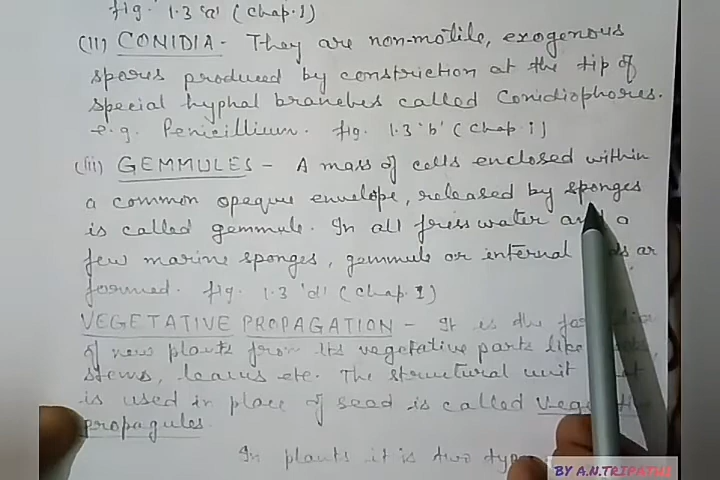 fig. 1.3 'a' (Chap. 1)
(ii) CONIDIA - They are non-motile, exogenous
spores produced by constriction at the tip of
special hyphal branches called Conidiophores.
e.g. Penicillium. fig. 1.3 'b' (Chap. 1)
(iii) GEMMULES - A mass of cells enclosed within
a common opaque envelope, released by sponges
is called gemmule. In all fress water and a
few marine sponges, gemmule or internal ar
formed. fig. 1.3 'd' (Chap. 1)
VEGETATIVE PROPAGATION - It is the
of new plants from its vegetative parts like
stems, leaves etc. The structural unit
is used in place of seed is called
propagules.
In plants it is two
BY A.N.TRIPATHI